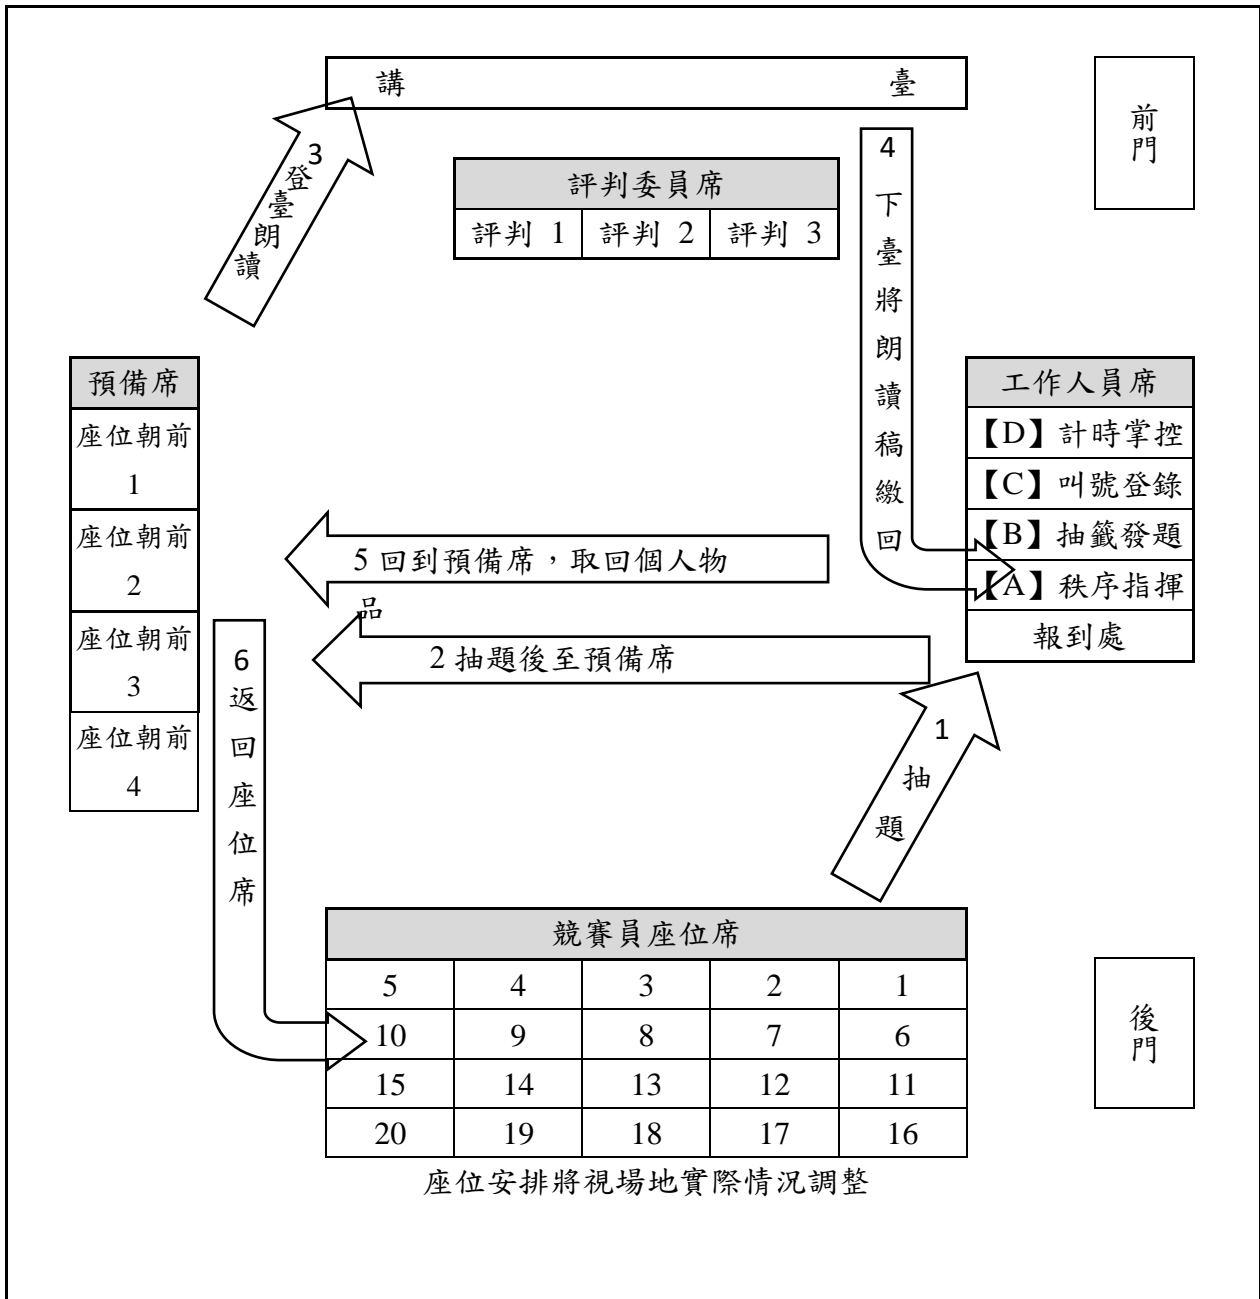 講 臺
前門
評判委員席
評判 1 評判 2 評判 3
3登臺朗讀
4下臺將朗讀稿繳回
預備席
座位朝前
1
座位朝前
2
座位朝前
3
座位朝前
4
工作人員席
【D】計時掌控
【C】叫號登錄
【B】抽籤發題
【A】秩序指揮
報到處
5 回到預備席，取回個人物
品
2 抽題後至預備席
1抽題
6返回座位席
競賽員座位席
5 4 3 2 1
10 9 8 7 6
15 14 13 12 11
20 19 18 17 16
後門
座位安排將視場地實際情況調整